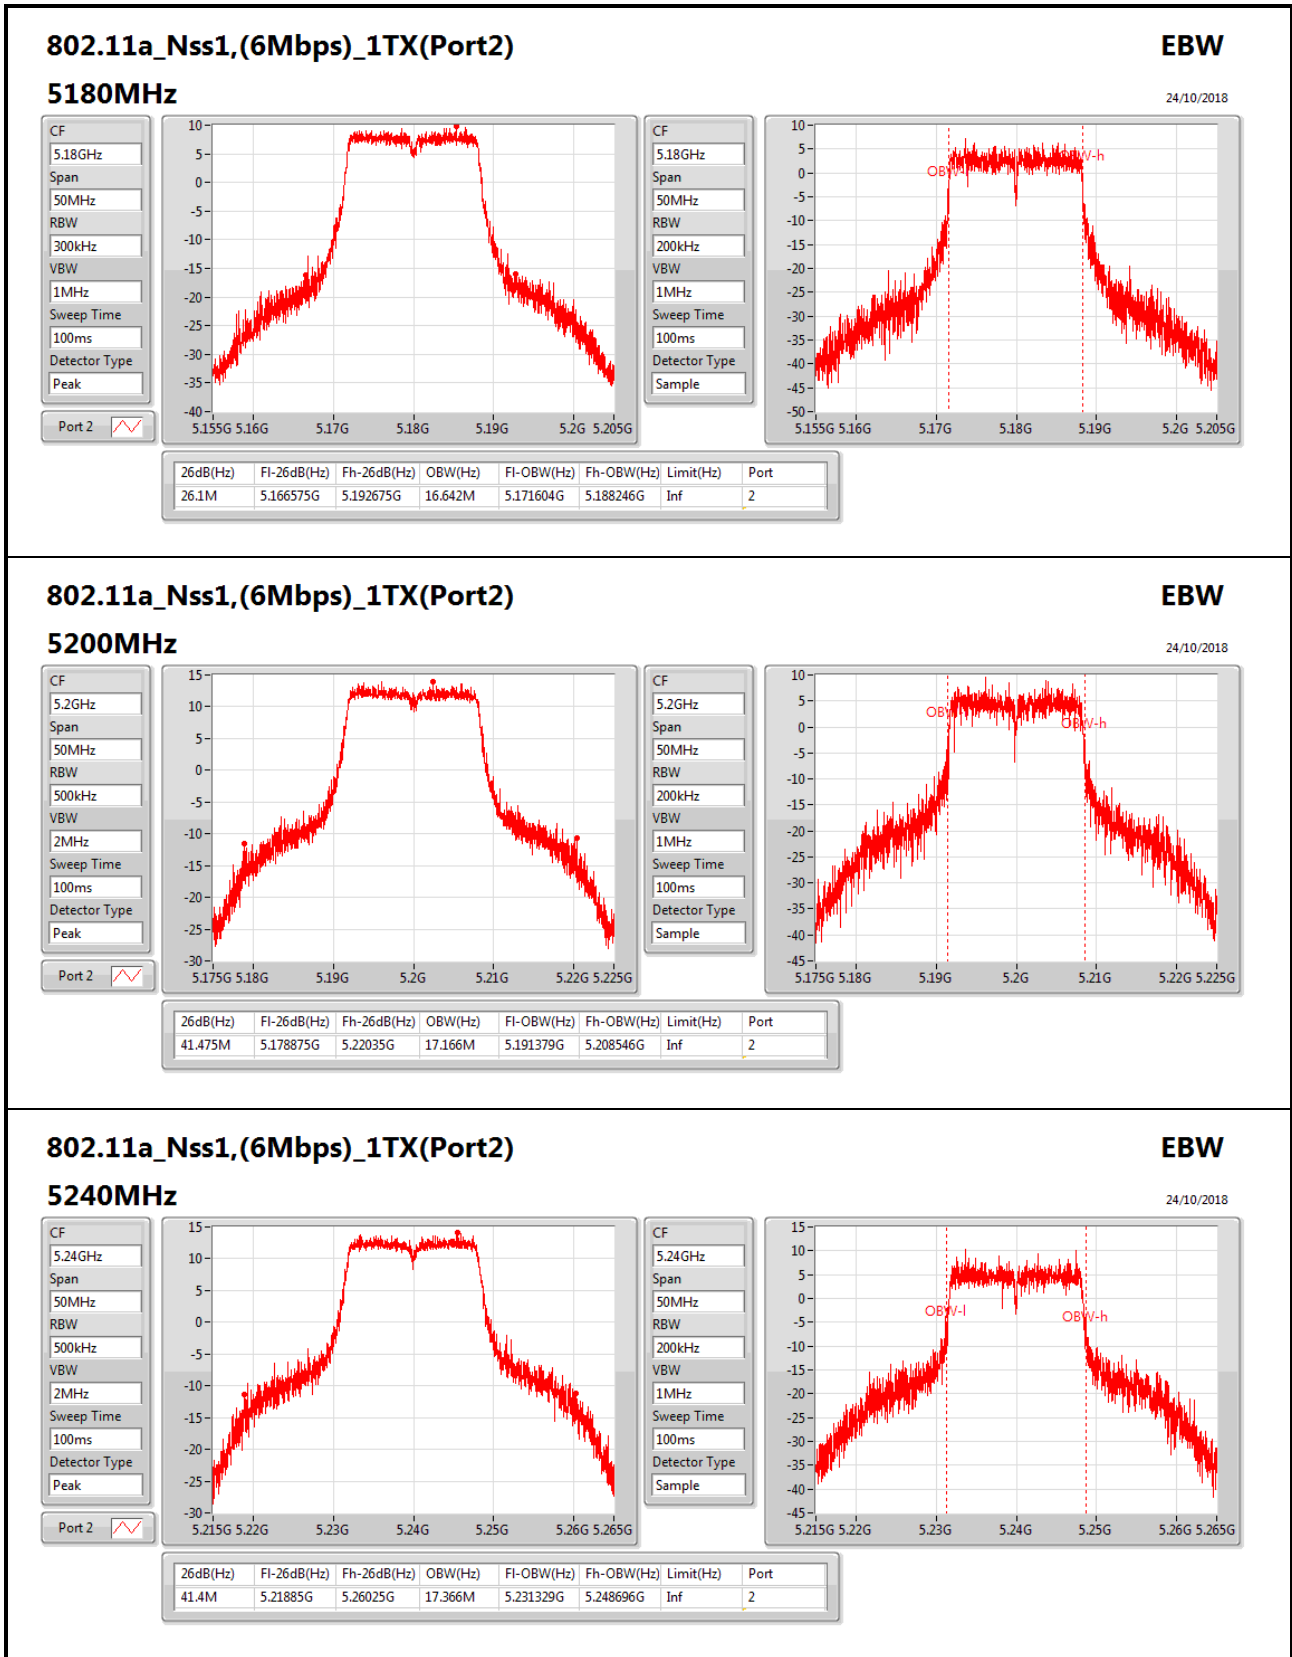 802.11a_Nss1,(6Mbps)_1TX(Port2) EBW
5180MHz 24/10/2018
CF
5.18GHz
Span
50MHz
RBW
300kHz
VBW
1MHz
Sweep Time
100ms
Detector Type
Peak
Port 2
10
5
0
-5
-10
-15
-20
-25
-30
-35
-40
5.155G 5.16G 5.17G 5.18G 5.19G 5.2G 5.205G
CF
5.18GHz
Span
50MHz
RBW
200kHz
VBW
1MHz
Sweep Time
100ms
Detector Type
Sample
10
5
0
-5
-10
-15
-20
-25
-30
-35
-40
-45
-50
OBW-l
OBW-h
5.155G 5.16G 5.17G 5.18G 5.19G 5.2G 5.205G
26dB(Hz) Fl-26dB(Hz) Fh-26dB(Hz) OBW(Hz) Fl-OBW(Hz) Fh-OBW(Hz) Limit(Hz) Port
26.1M 5.166575G 5.192675G 16.642M 5.171604G 5.188246G Inf 2
802.11a_Nss1,(6Mbps)_1TX(Port2) EBW
5200MHz 24/10/2018
CF
5.2GHz
Span
50MHz
RBW
500kHz
VBW
2MHz
Sweep Time
100ms
Detector Type
Peak
Port 2
15
10
5
0
-5
-10
-15
-20
-25
-30
5.175G 5.18G 5.19G 5.2G 5.21G 5.22G 5.225G
CF
5.2GHz
Span
50MHz
RBW
200kHz
VBW
1MHz
Sweep Time
100ms
Detector Type
Sample
10
5
0
-5
-10
-15
-20
-25
-30
-35
-40
-45
OBW-h
5.175G 5.18G 5.19G 5.2G 5.21G 5.22G 5.225G
26dB(Hz) Fl-26dB(Hz) Fh-26dB(Hz) OBW(Hz) Fl-OBW(Hz) Fh-OBW(Hz) Limit(Hz) Port
41.475M 5.178875G 5.22035G 17.166M 5.191379G 5.208546G Inf 2
802.11a_Nss1,(6Mbps)_1TX(Port2) EBW
5240MHz 24/10/2018
CF
5.24GHz
Span
50MHz
RBW
500kHz
VBW
2MHz
Sweep Time
100ms
Detector Type
Peak
Port 2
15
10
5
0
-5
-10
-15
-20
-25
-30
5.215G 5.22G 5.23G 5.24G 5.25G 5.26G 5.265G
CF
5.24GHz
Span
50MHz
RBW
200kHz
VBW
1MHz
Sweep Time
100ms
Detector Type
Sample
15
10
5
0
-5
-10
-15
-20
-25
-30
-35
-40
-45
OBW-l
OBW-h
5.215G 5.22G 5.23G 5.24G 5.25G 5.26G 5.265G
26dB(Hz) Fl-26dB(Hz) Fh-26dB(Hz) OBW(Hz) Fl-OBW(Hz) Fh-OBW(Hz) Limit(Hz) Port
41.4M 5.21885G 5.26025G 17.366M 5.231329G 5.248696G Inf 2